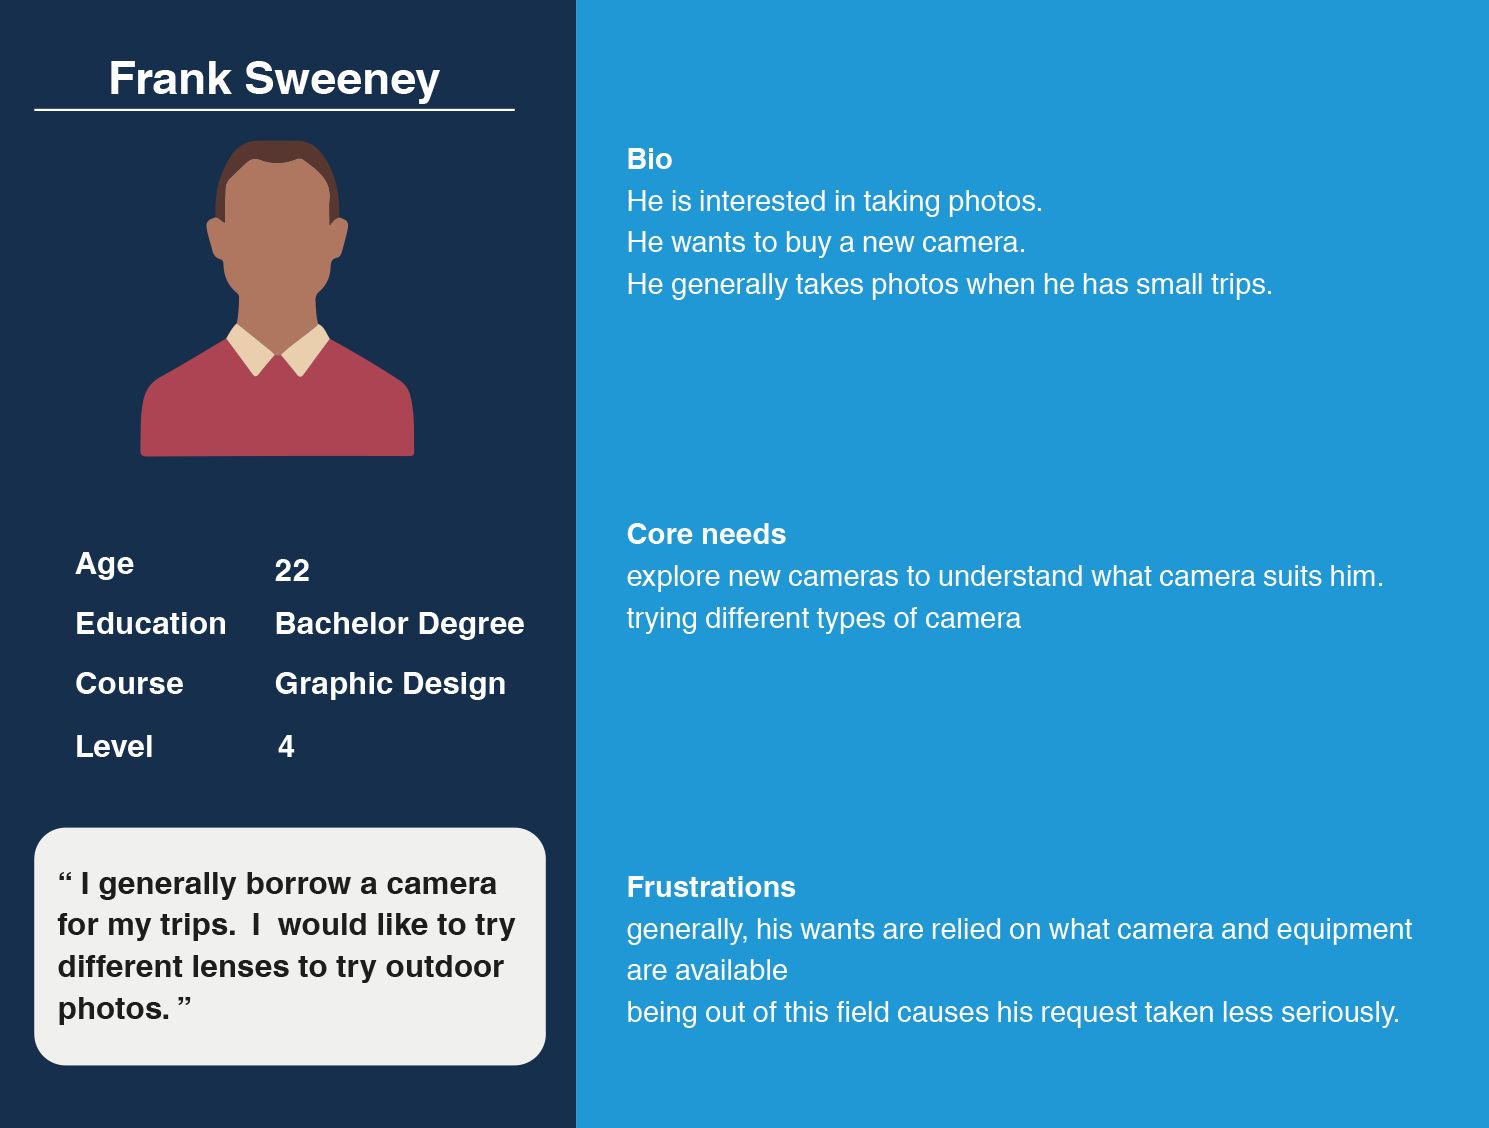 Frank Sweeney
Age 22
Education Bachelor Degree
Course Graphic Design
Level 4
“ I generally borrow a camera
for my trips.  I  would like to try
different lenses to try outdoor
photos. ”
Bio
He is interested in taking photos.
He wants to buy a new camera.
He generally takes photos when he has small trips.
Core needs
explore new cameras to understand what camera suits him.
trying different types of camera
Frustrations
generally, his wants are relied on what camera and equipment
are available
being out of this field causes his request taken less seriously.